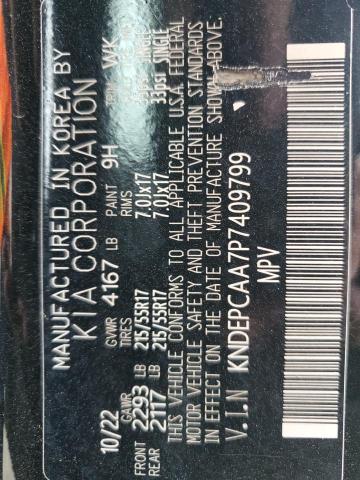 MANUFACTURED IN KOREA BY
KIA CORPORATION
10/22 GVWR 4167 LB PAINT 9H TRIM WK
GAWR TIRES RIMS
FRONT 2293 LB 215/55R17 7.0Jx17 SINGLE
REAR 2117 LB 215/55R17 7.0Jx17 33psi SINGLE
THIS VEHICLE CONFORMS TO ALL APPLICABLE U.S.A. FEDERAL
MOTOR VEHICLE SAFETY AND THEFT PREVENTION STANDARDS
IN EFFECT ON THE DATE OF MANUFACTURE SHOWN ABOVE.
V.I.N KNDEPCAA7P7409799
MPV